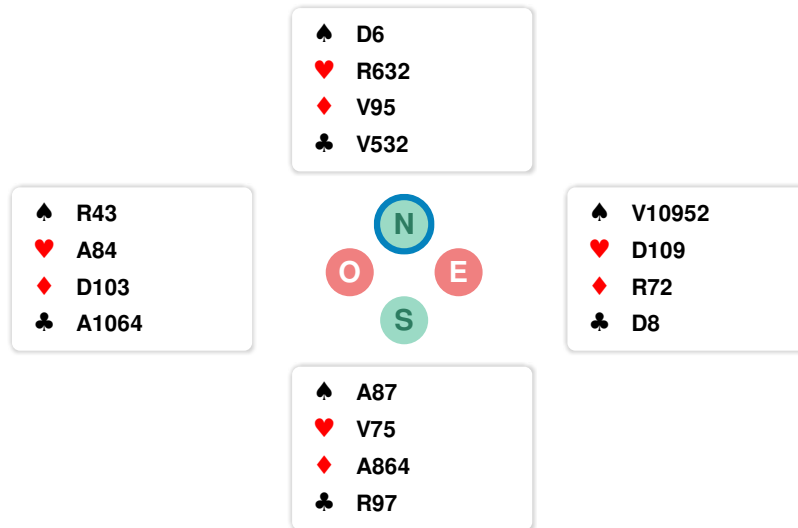 ♠ D6
♥ R632
♦ V95
♣ V532
♠ R43
♥ A84
♦ D103
♣ A1064
N
O E
S
♠ V10952
♥ D109
♦ R72
♣ D8
♠ A87
♥ V75
♦ A864
♣ R97